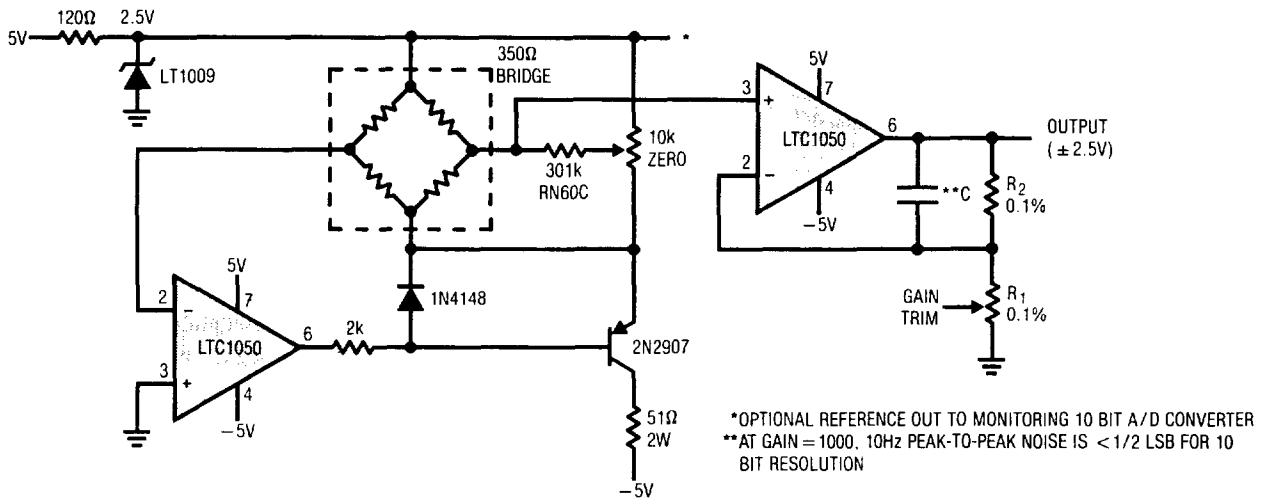 120Ω
2.5V
5V
LT1009
350Ω
BRIDGE
301k
RN60C
10k
ZERO
5V
7
3
+
LTC1050
6
2
−
4
−5V
OUTPUT
(±2.5V)
**C
R2
0.1%
GAIN
TRIM
R1
0.1%
5V
7
2
−
LTC1050
6
3
+
4
−5V
2k
1N4148
2N2907
51Ω
2W
−5V
*
*OPTIONAL REFERENCE OUT TO MONITORING 10 BIT A/D CONVERTER
**AT GAIN = 1000, 10Hz PEAK-TO-PEAK NOISE IS <1/2 LSB FOR 10
BIT RESOLUTION